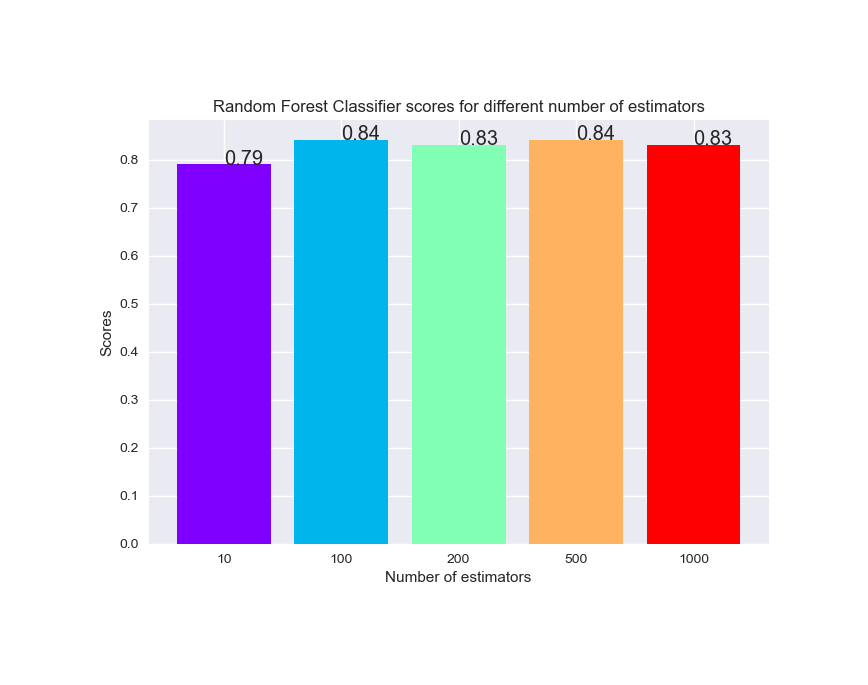 Random Forest Classifier scores for different number of estimators
0.79 0.84 0.83 0.84 0.83
0.8
0.7
0.6
0.5
0.4
0.3
0.2
0.1
0.0
Scores
10 100 200 500 1000
Number of estimators